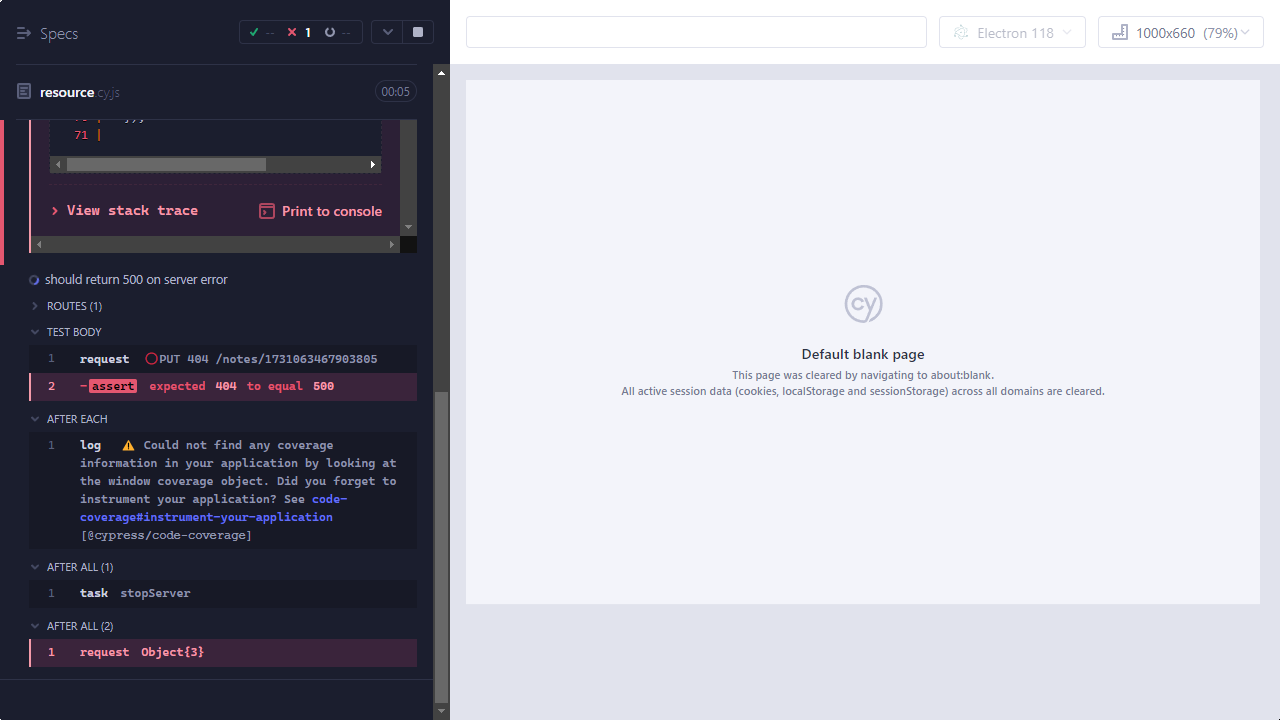 Specs
-- 1 --
Electron 118
1000x660 (79%)
resource.cy.js
00:05
71 |
View stack trace
Print to console
should return 500 on server error
ROUTES (1)
TEST BODY
1 request PUT 404 /notes/1731063467903805
2 -assert expected 404 to equal 500
AFTER EACH
1 log ⚠ Could not find any coverage
information in your application by looking at
the window coverage object. Did you forget to
instrument your application? See code-
coverage#instrument-your-application
[@cypress/code-coverage]
AFTER ALL (1)
1 task stopServer
AFTER ALL (2)
1 request Object{3}
cy
Default blank page
This page was cleared by navigating to about:blank.
All active session data (cookies, localStorage and sessionStorage) across all domains are cleared.